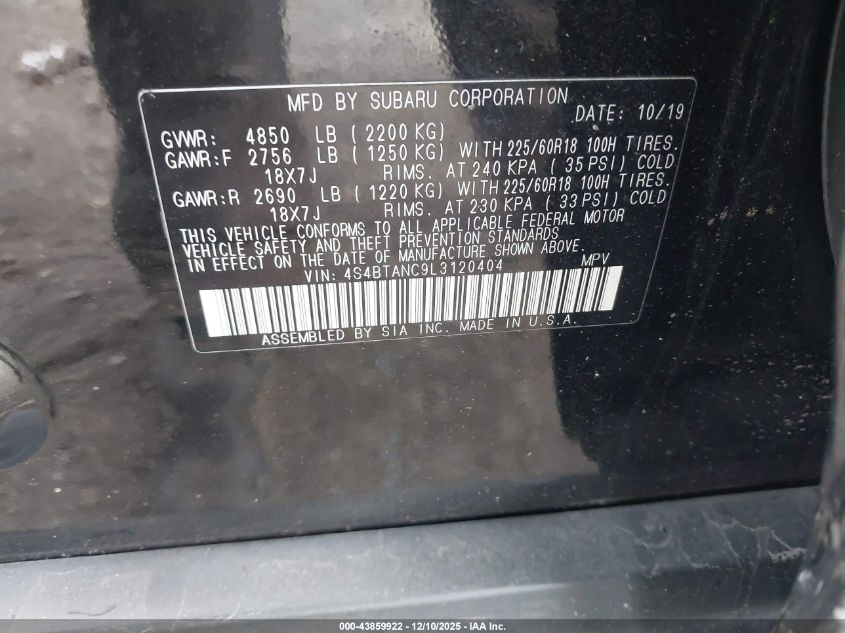 MFD BY SUBARU CORPORATION
DATE: 10/19
GVWR: 4850 LB ( 2200 KG)
GAWR:F 2756 LB ( 1250 KG) WITH 225/60R18 100H TIRES.
18X7J RIMS. AT 240 KPA ( 35 PSI) COLD
GAWR:R 2690 LB ( 1220 KG) WITH 225/60R18 100H TIRES.
18X7J RIMS. AT 230 KPA ( 33 PSI) COLD
THIS VEHICLE CONFORMS TO ALL APPLICABLE FEDERAL MOTOR
VEHICLE SAFETY AND THEFT PREVENTION STANDARDS
IN EFFECT ON THE DATE OF MANUFACTURE SHOWN ABOVE.
VIN: 4S4BTANC9L3120404 MPV
ASSEMBLED BY SIA INC. MADE IN U.S.A.
000-43859922 - 12/10/2025 - IAA Inc.